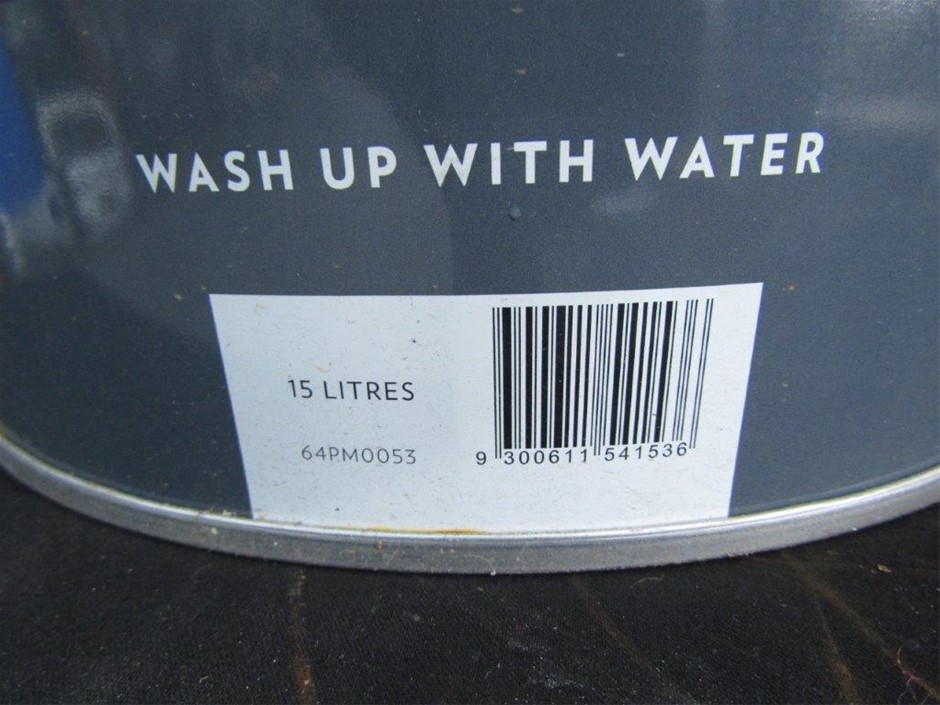 WASH UP WITH WATER
15 LITRES
64PM0053
9 300611 541536